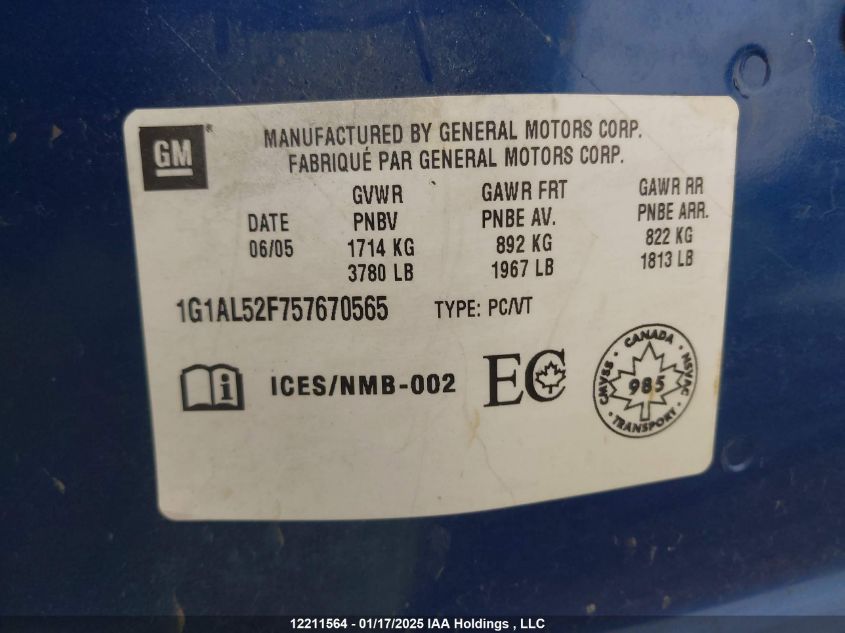 GM ®
MANUFACTURED BY GENERAL MOTORS CORP.
FABRIQUÉ PAR GENERAL MOTORS CORP.
GVWR GAWR FRT GAWR RR
DATE PNBV PNBE AV. PNBE ARR.
06/05 1714 KG 892 KG 822 KG
3780 LB 1967 LB 1813 LB
1G1AL52F757670565 TYPE: PC/VT
i ICES/NMB-002 EC
CANADA
CMVSS 985 NSVAC
TRANSPORT
12211564 - 01/17/2025 IAA Holdings , LLC